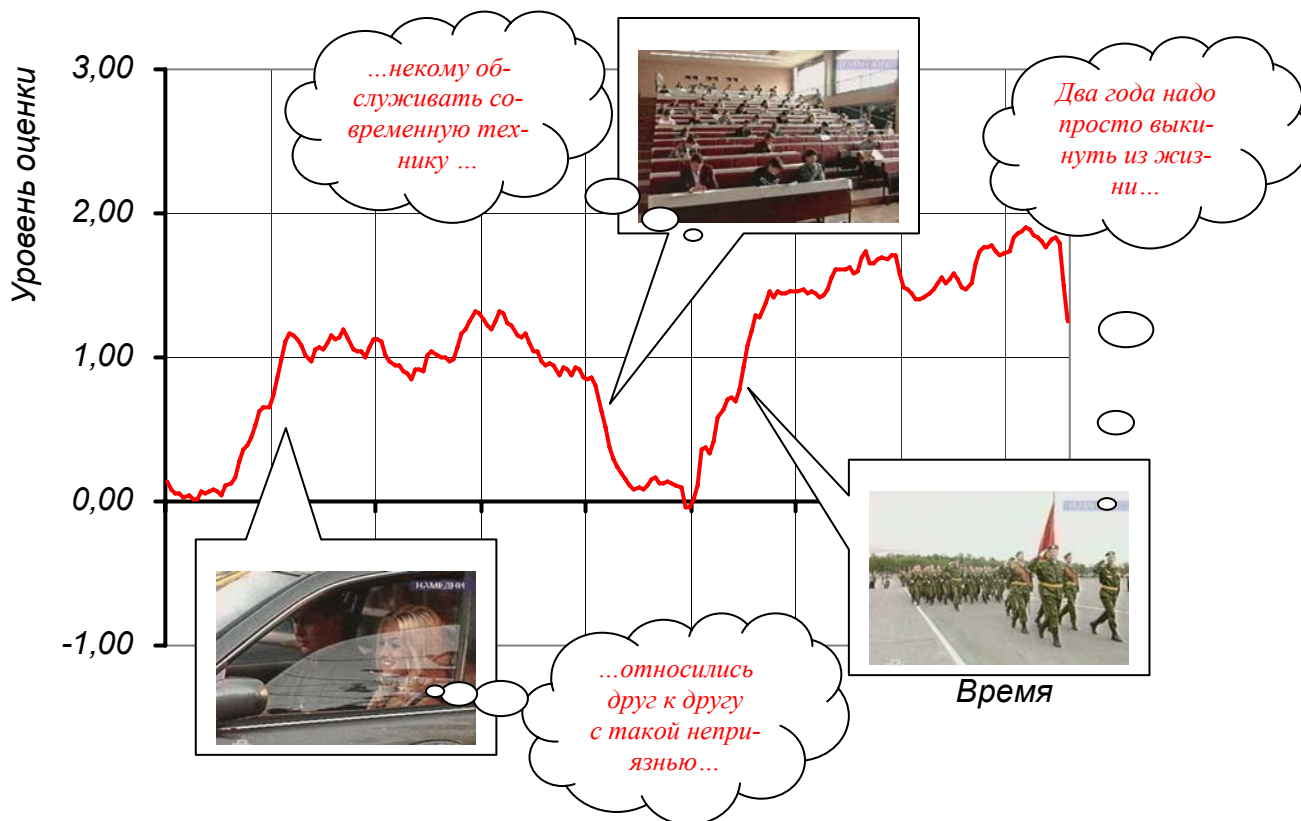 Уровень оценки
3,00
2,00
1,00
0,00
-1,00
…некому об-
служивать со-
временную тех-
нику …
Два года надо
просто выки-
нуть из жиз-
ни…
НАМЕДНИ
…относились
друг к другу
с такой непри-
язнью…
Время